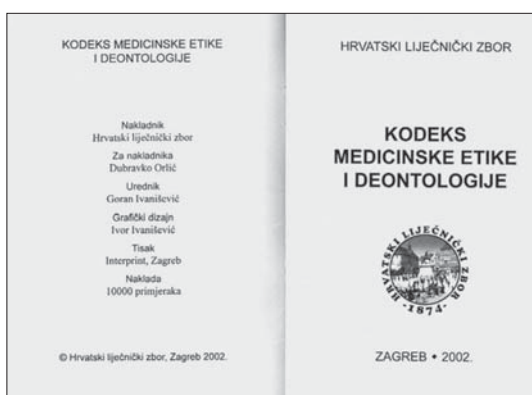 KODEKS MEDICINSKE ETIKE
I DEONTOLOGIJE
Nakladnik
Hrvatski liječnički zbor
Za nakladnika
Dubravko Orlić
Urednik
Goran Ivanišević
Grafički dizajn
Ivor Ivanišević
Tisak
Interprint, Zagreb
Naklada
10000 primjeraka
© Hrvatski liječnički zbor, Zagreb 2002.
HRVATSKI LIJEČNIČKI ZBOR
KODEKS
MEDICINSKE ETIKE
I DEONTOLOGIJE
HRVATSKI LIJEČNIČKI ZBOR
·1874·
ZAGREB • 2002.